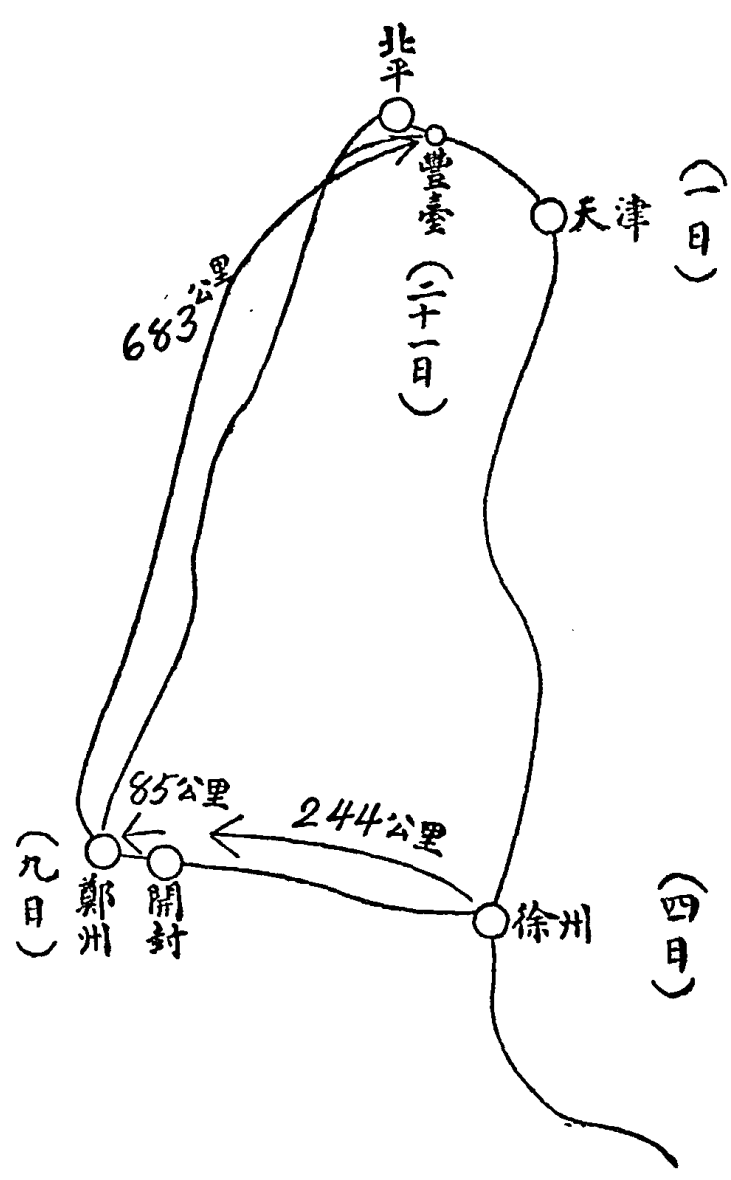 北平
豐臺
（二十一日）
天津
（一日）
683公里
85公里
244公里
（九日）
鄭州
開封
徐州
（四日）